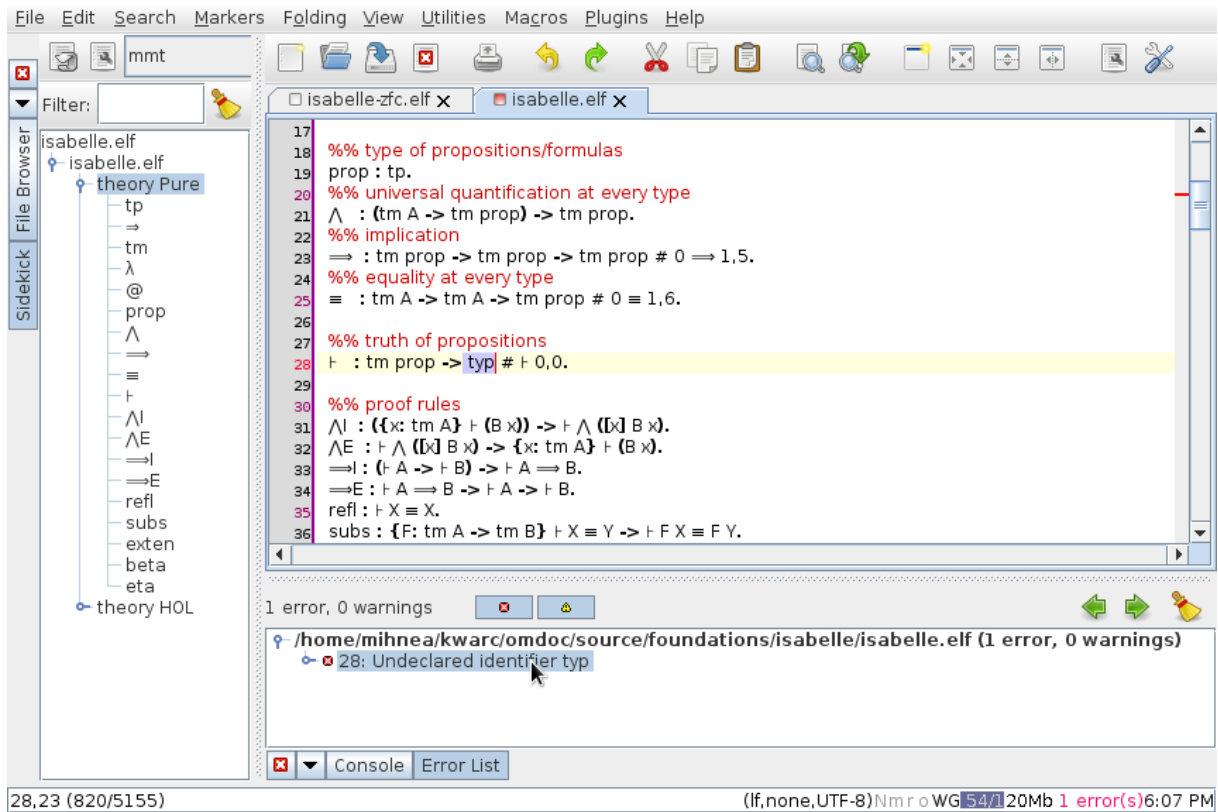 File Edit Search Markers Folding View Utilities Macros Plugins Help
mmt
Filter:
File Browser
Sidekick
isabelle.elf
isabelle.elf
theory Pure
tp
⇒
tm
λ
@
prop
⋀
⟹
≡
⊦
⋀I
⋀E
⟹I
⟹E
refl
subs
exten
beta
eta
theory HOL
isabelle-zfc.elf
isabelle.elf
17
18 %% type of propositions/formulas
19 prop : tp.
20 %% universal quantification at every type
21 ⋀ : (tm A -> tm prop) -> tm prop.
22 %% implication
23 ⟹ : tm prop -> tm prop -> tm prop # 0 ⟹ 1,5.
24 %% equality at every type
25 ≡ : tm A -> tm A -> tm prop # 0 ≡ 1,6.
26
27 %% truth of propositions
28 ⊦ : tm prop -> typ # ⊦ 0,0.
29
30 %% proof rules
31 ⋀I : ({x: tm A} ⊦ (B x)) -> ⊦ ⋀ ([x] B x).
32 ⋀E : ⊦ ⋀ ([x] B x) -> {x: tm A} ⊦ (B x).
33 ⟹I : (⊦ A -> ⊦ B) -> ⊦ A ⟹ B.
34 ⟹E : ⊦ A ⟹ B -> ⊦ A -> ⊦ B.
35 refl : ⊦ X ≡ X.
36 subs : {F: tm A -> tm B} ⊦ X ≡ Y -> ⊦ F X ≡ F Y.
1 error, 0 warnings
/home/mihnea/kwarc/omdoc/source/foundations/isabelle/isabelle.elf (1 error, 0 warnings)
28: Undeclared identifier typ
Console
Error List
28,23 (820/5155) (lf,none,UTF-8)NmroWG 54/120Mb 1 error(s)6:07 PM